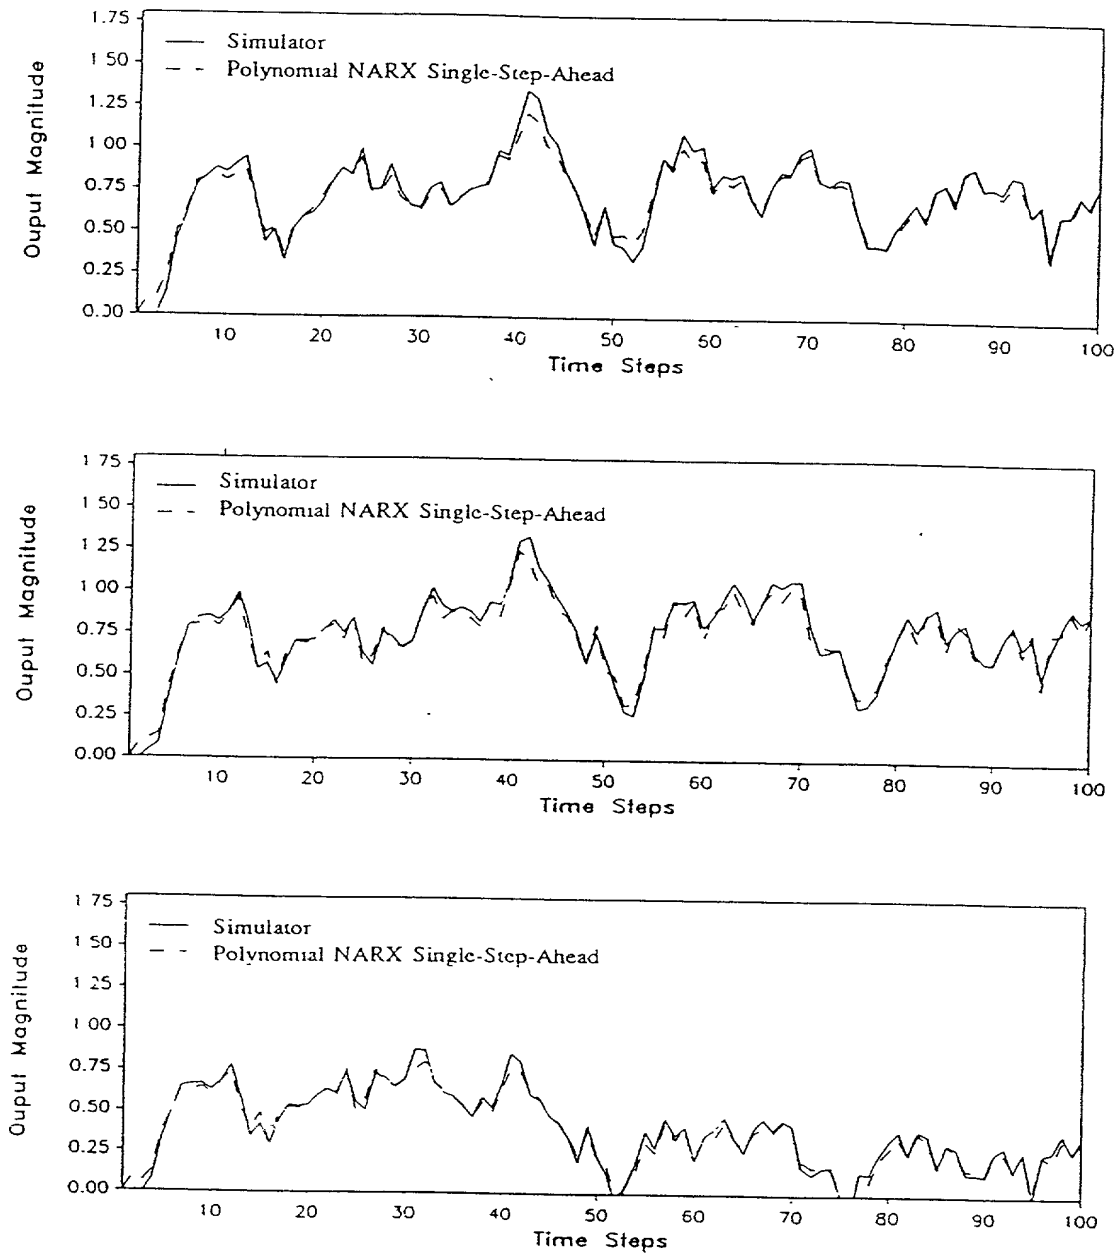 1.75
1 50
1.25
1 00
0.75
0.50
0.25
0.00
Ouput Magnitude
Simulator
Polynomial NARX Single-Step-Ahead
10 20 30 40 50 60 70 80 90 100
Time Steps
1 75
1 50
1 25
1 00
0.75
0.50
0.25
0.00
Ouput Magnitude
Simulator
Polynomial NARX Single-Step-Ahead
10 20 30 40 50 60 70 80 90 100
Time Steps
1 75
1 50
1 25
1 00
0.75
0.50
0.25
0.00
Ouput Magnitude
Simulator
Polynomial NARX Single-Step-Ahead
10 20 30 40 50 60 70 80 90 100
Time Steps